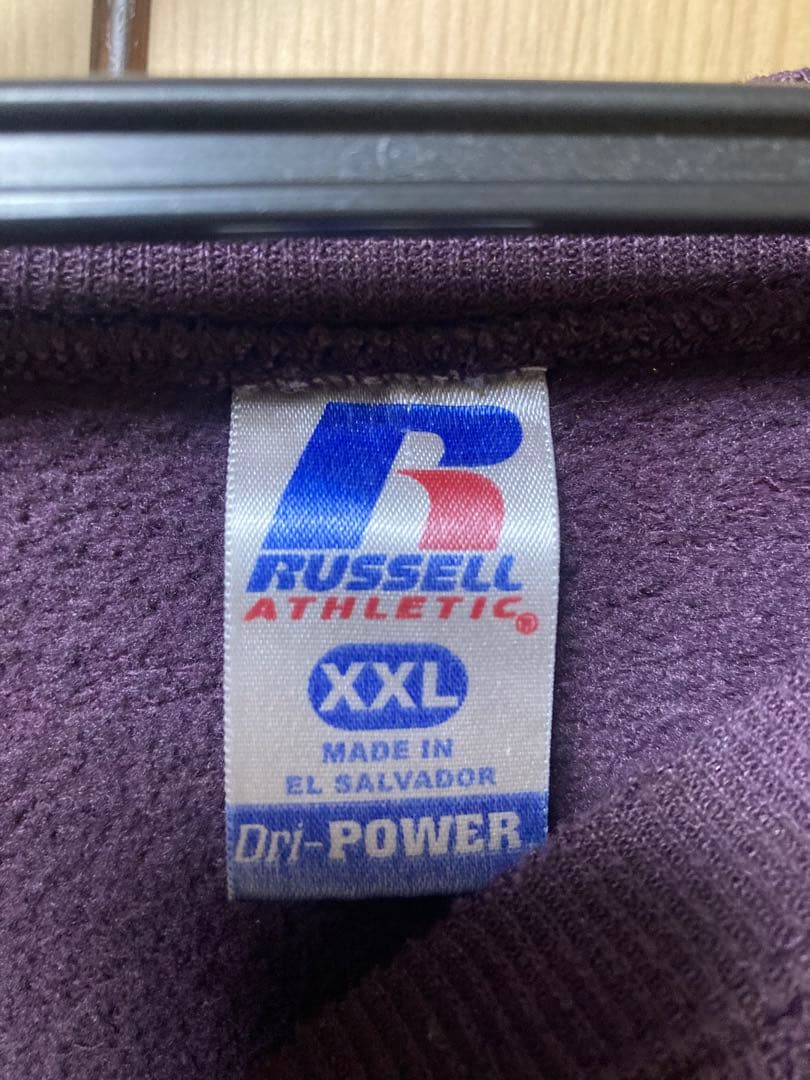 RUSSELL
ATHLETIC®
XXL
MADE IN
EL SALVADOR
Dri-POWER